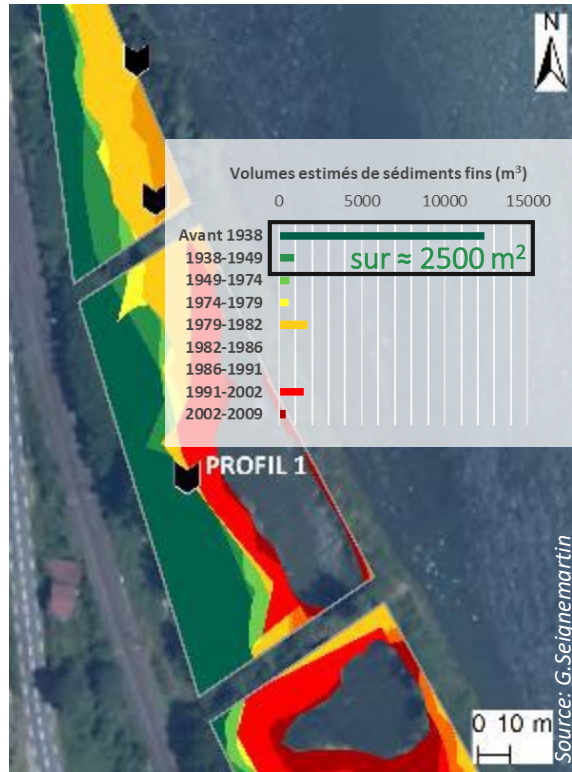 N
Volumes estimés de sédiments fins (m³)
0 5000 10000 15000
Avant 1938
1938-1949
sur ≈ 2500 m²
1949-1974
1974-1979
1979-1982
1982-1986
1986-1991
1991-2002
2002-2009
PROFIL 1
Source: G.Seignemartin
0 10 m